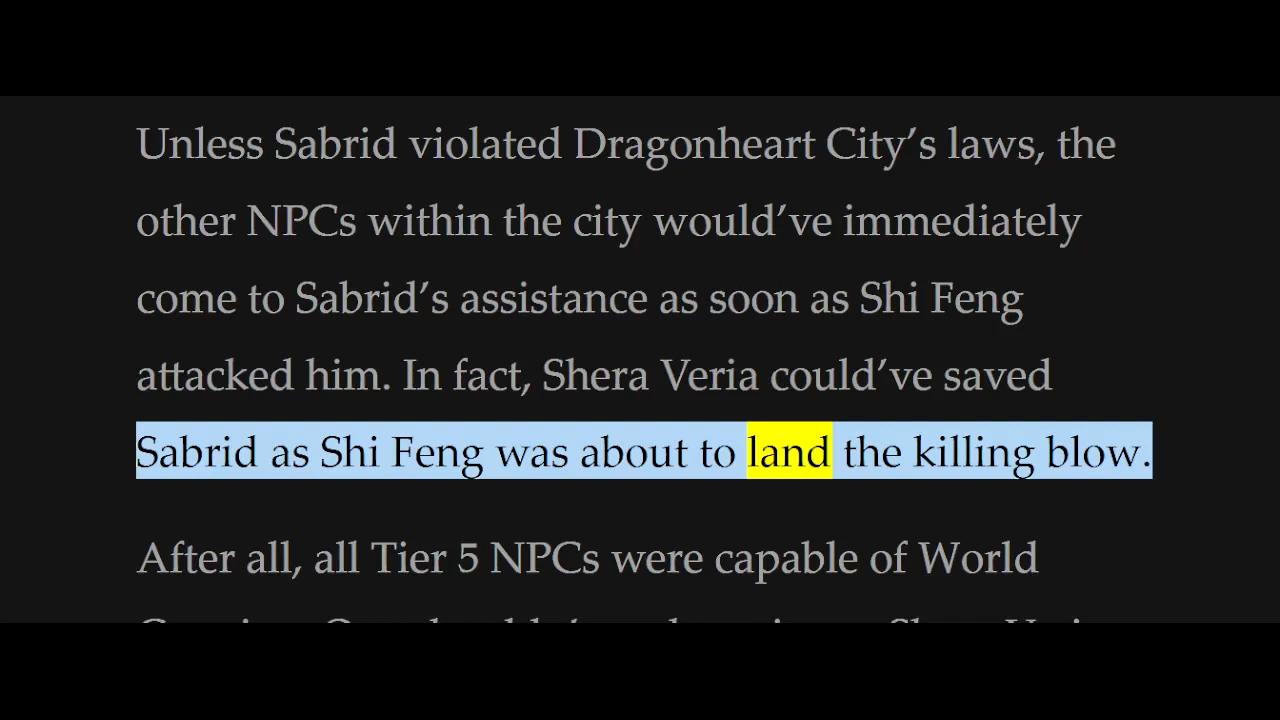 Unless Sabrid violated Dragonheart City’s laws, the
other NPCs within the city would’ve immediately
come to Sabrid’s assistance as soon as Shi Feng
attacked him. In fact, Shera Veria could’ve saved
Sabrid as Shi Feng was about to land the killing blow.
After all, all Tier 5 NPCs were capable of World